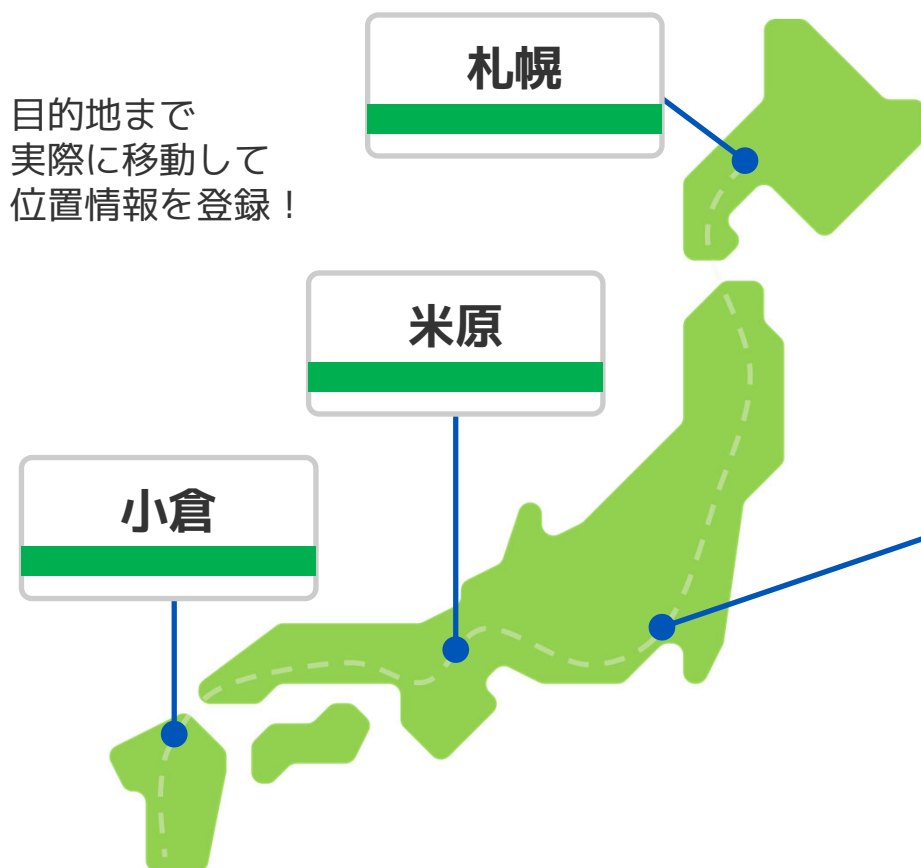 札幌
目的地まで
実際に移動して
位置情報を登録！
米原
小倉